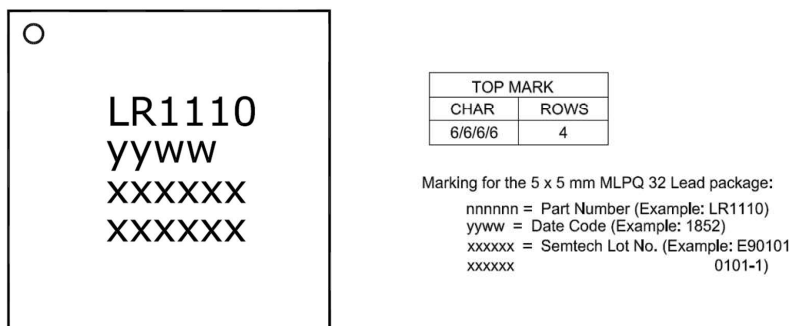 LR1110
yyww
xxxxxx
xxxxxx
TOP MARK
CHAR ROWS
6/6/6/6 4
Marking for the 5 x 5 mm MLPQ 32 Lead package:
nnnnnn = Part Number (Example: LR1110)
yyww = Date Code (Example: 1852)
xxxxxx = Semtech Lot No. (Example: E90101
xxxxxx 0101-1)